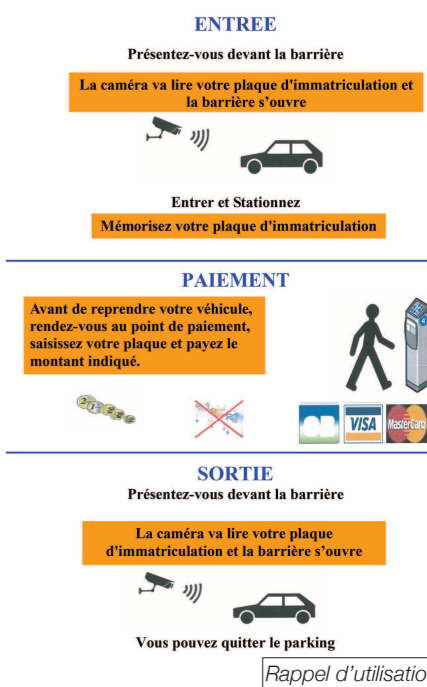 ENTREE
Présentez-vous devant la barrière
La caméra va lire votre plaque d'immatriculation et
la barrière s’ouvre
Entrer et Stationnez
Mémorisez votre plaque d'immatriculation
PAIEMENT
Avant de reprendre votre véhicule,
rendez-vous au point de paiement,
saisissez votre plaque et payez le
montant indiqué.
CB VISA MasterCard
SORTIE
Présentez-vous devant la barrière
La caméra va lire votre plaque
d'immatriculation et la barrière s’ouvre
Vous pouvez quitter le parking
Rappel d’utilisatio